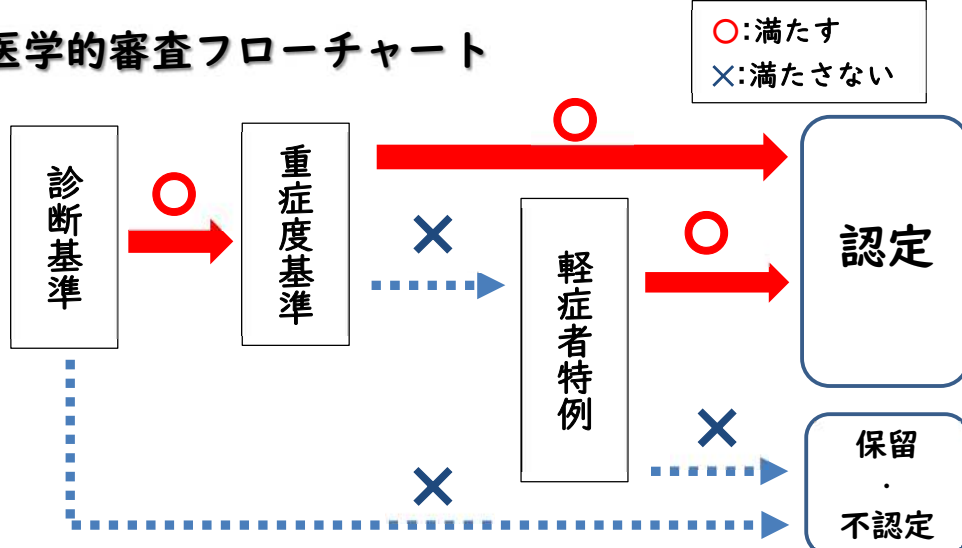 医学的審査フローチャート
○:満たす
×:満たさない
診断基準
○
重症度基準
○
×
軽症者特例
○
×
×
認定
保留
・
不認定